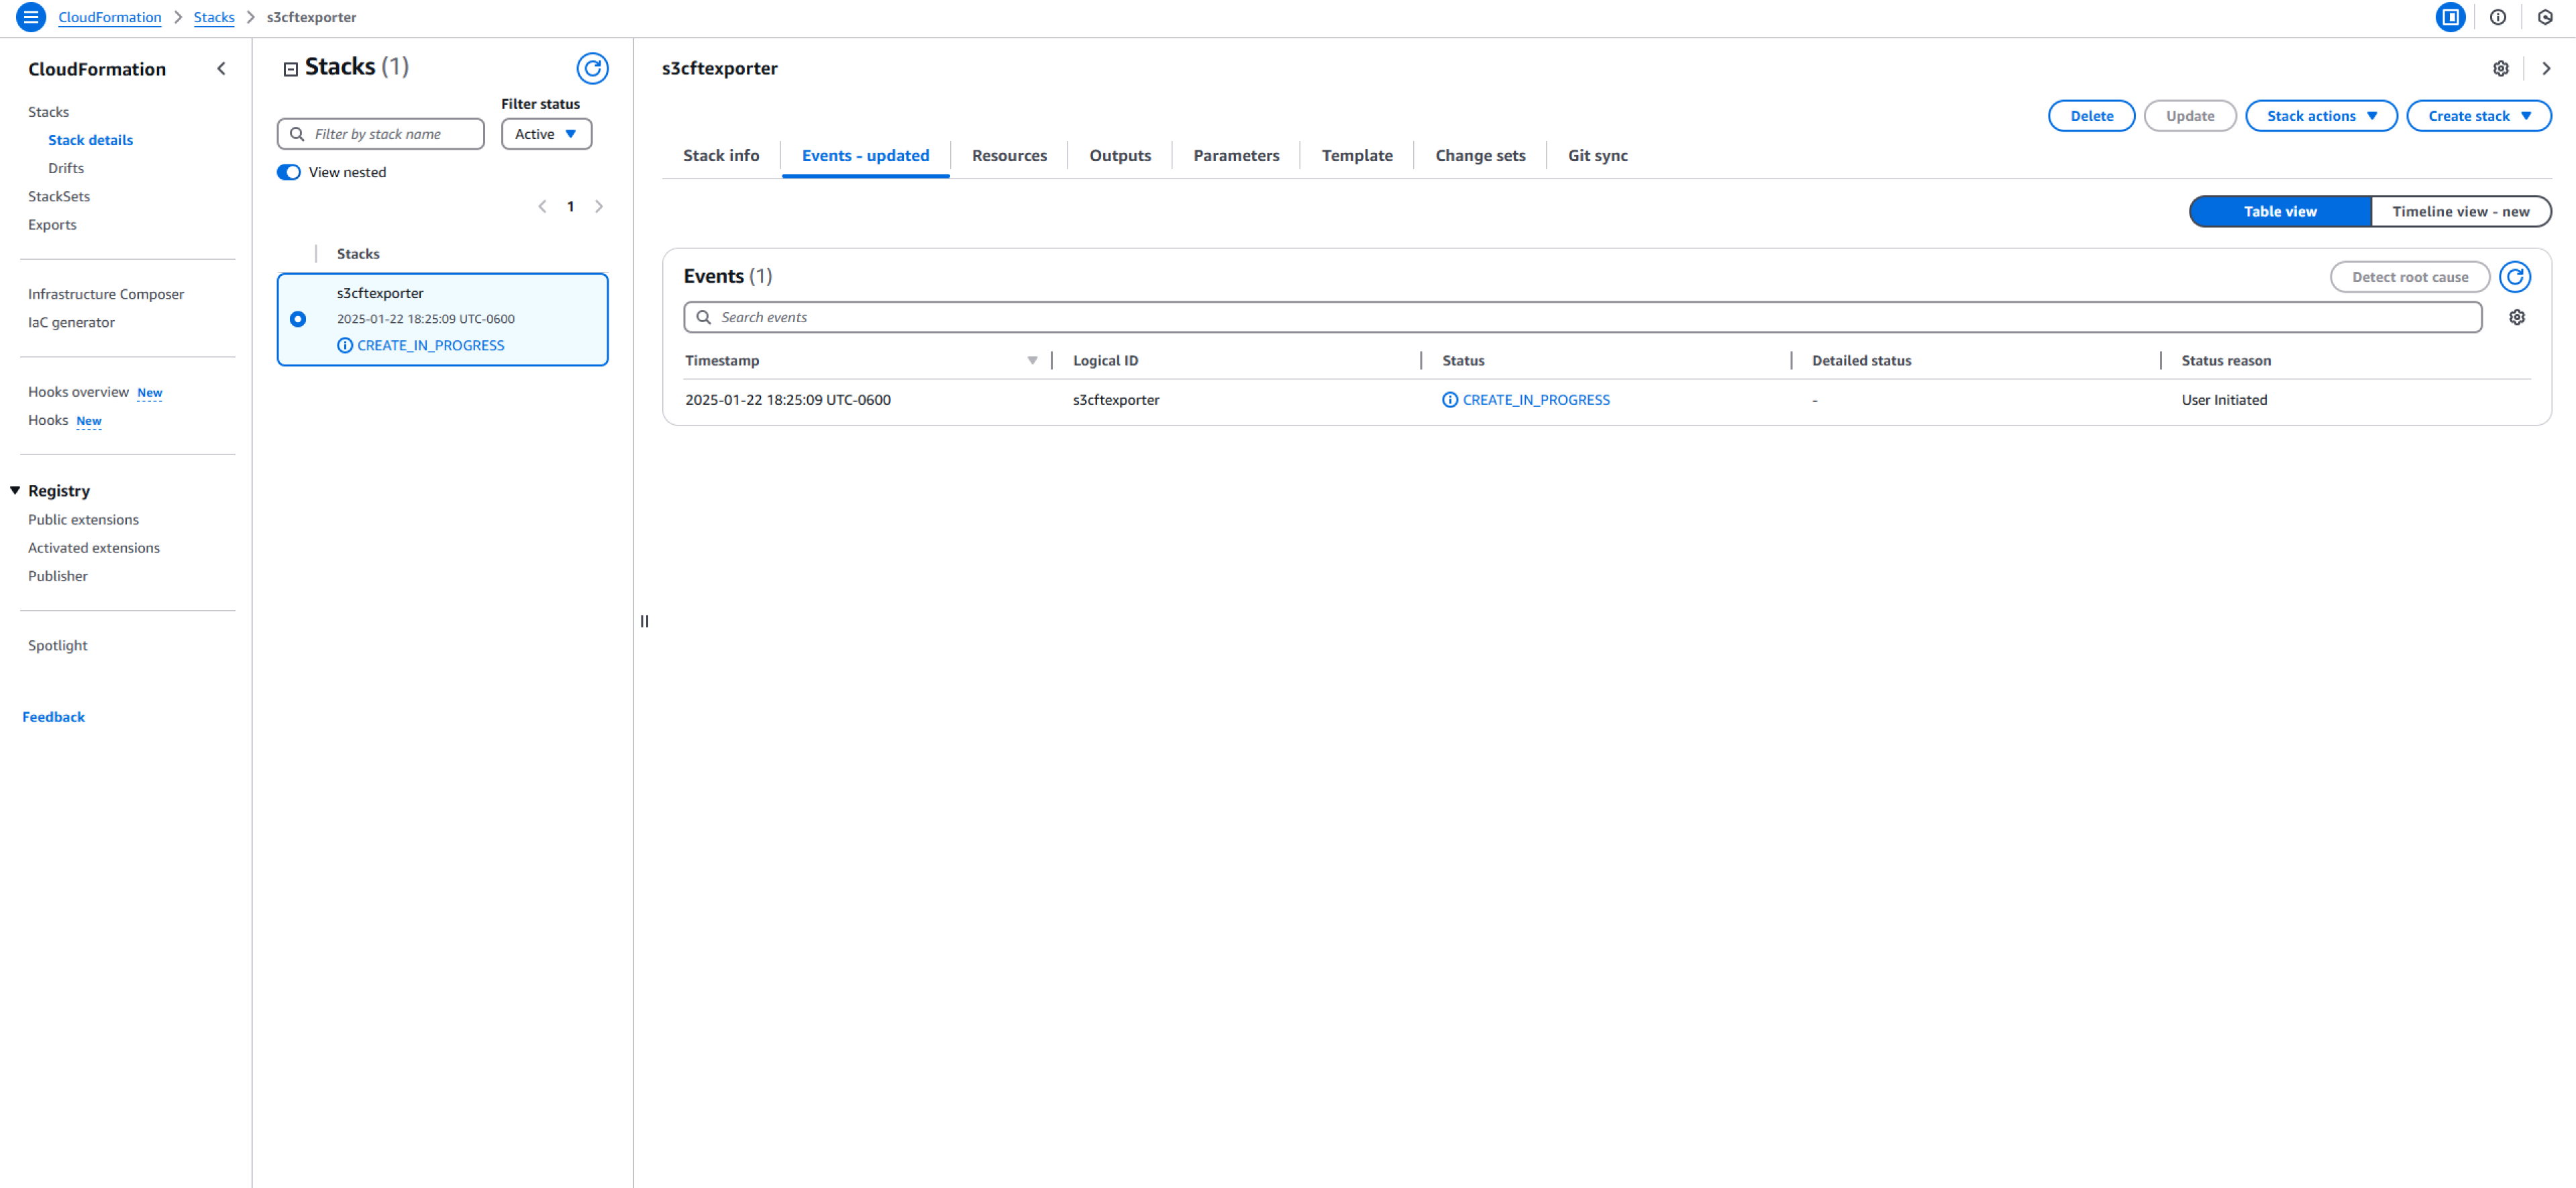 CloudFormation
Stacks
s3cftexporter
CloudFormation
Stacks
Stack details
Drifts
StackSets
Exports
Infrastructure Composer
IaC generator
Hooks overview New
Hooks New
Registry
Public extensions
Activated extensions
Publisher
Spotlight
Feedback
Stacks (1)
Filter status
Filter by stack name
Active
View nested
1
Stacks
s3cftexporter
2025-01-22 18:25:09 UTC-0600
CREATE_IN_PROGRESS
s3cftexporter
Delete
Update
Stack actions
Create stack
Stack info
Events - updated
Resources
Outputs
Parameters
Template
Change sets
Git sync
Table view
Timeline view - new
Events (1)
Detect root cause
Search events
Timestamp
Logical ID
Status
Detailed status
Status reason
2025-01-22 18:25:09 UTC-0600
s3cftexporter
CREATE_IN_PROGRESS
-
User Initiated